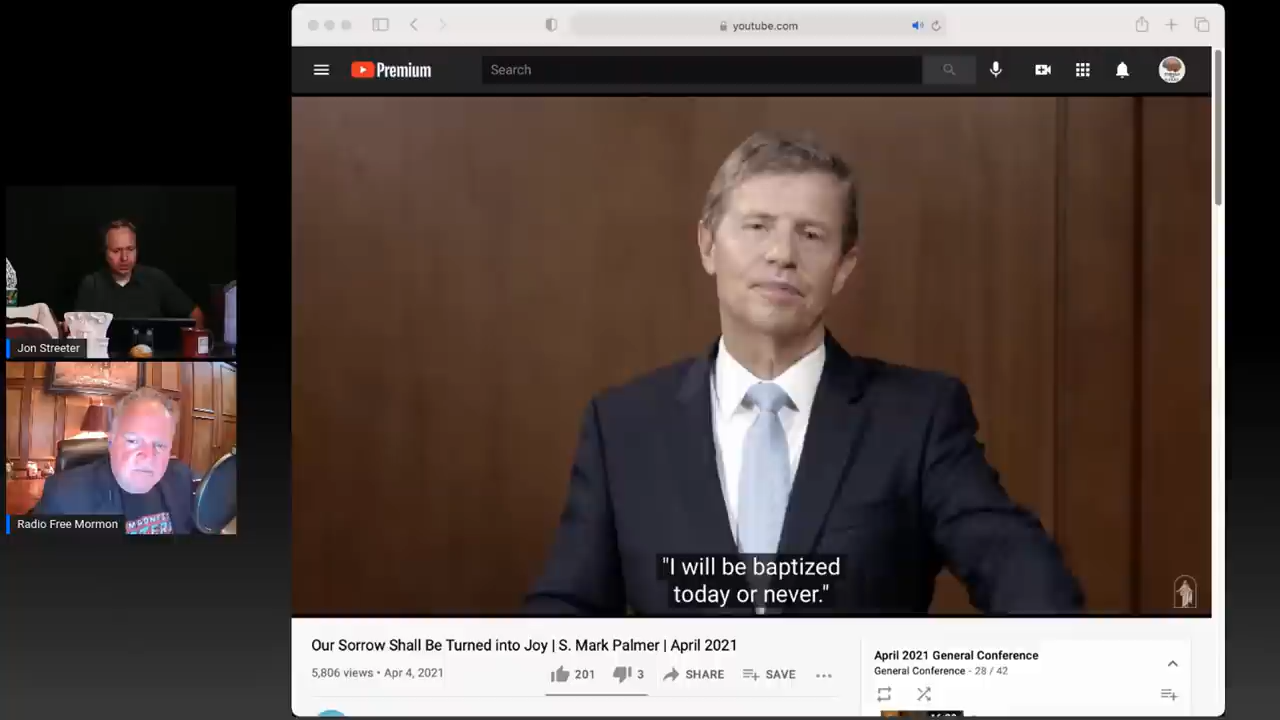 youtube.com
Premium
Search
Jon Streeter
Radio Free Mormon
"I will be baptized
today or never."
Our Sorrow Shall Be Turned into Joy | S. Mark Palmer | April 2021
5,806 views • Apr 4, 2021
201
3
SHARE
SAVE
April 2021 General Conference
General Conference - 28 / 42